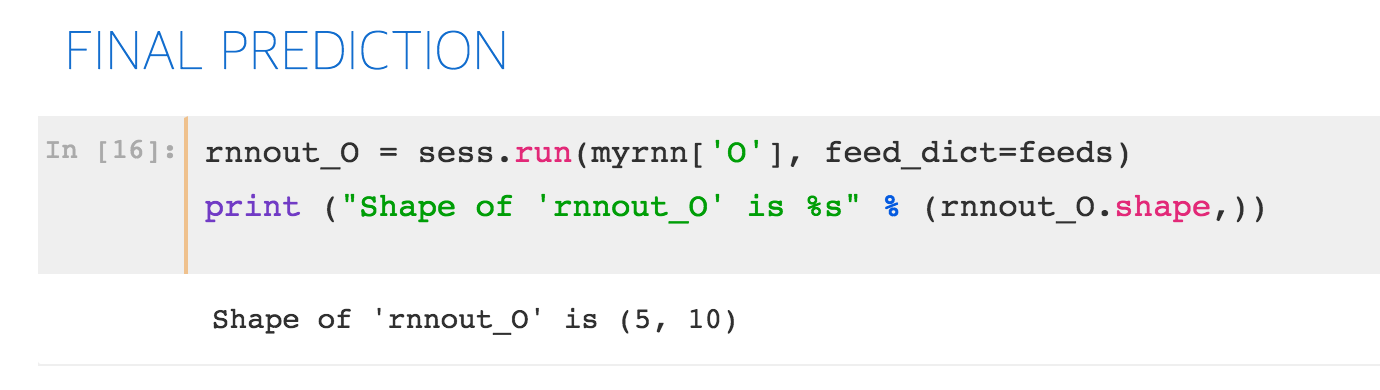 FINAL PREDICTION
In [16]: rnnout_O = sess.run(myrnn['O'], feed_dict=feeds)
print ("Shape of 'rnnout_O' is %s" % (rnnout_O.shape,))
Shape of 'rnnout_O' is (5, 10)